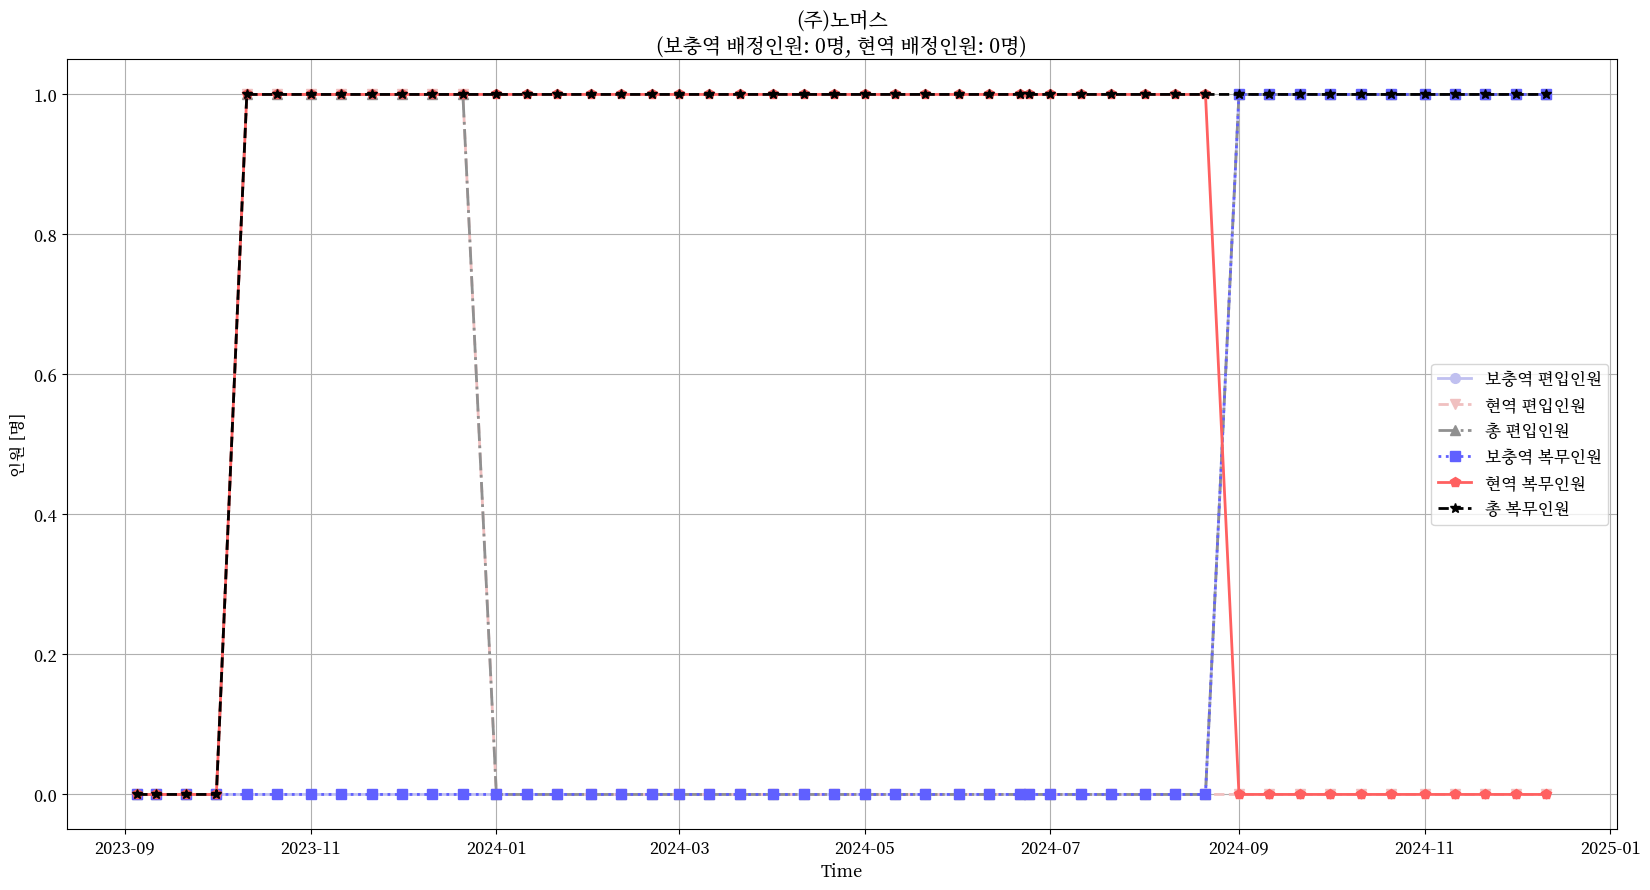 (주)노머스
(보충역 배정인원: 0명, 현역 배정인원: 0명)
인원 [명]
1.0
0.8
0.6
0.4
0.2
0.0
보충역 편입인원
현역 편입인원
총 편입인원
보충역 복무인원
현역 복무인원
총 복무인원
2023-09 2023-11 2024-01 2024-03 2024-05 2024-07 2024-09 2024-11 2025-01
Time